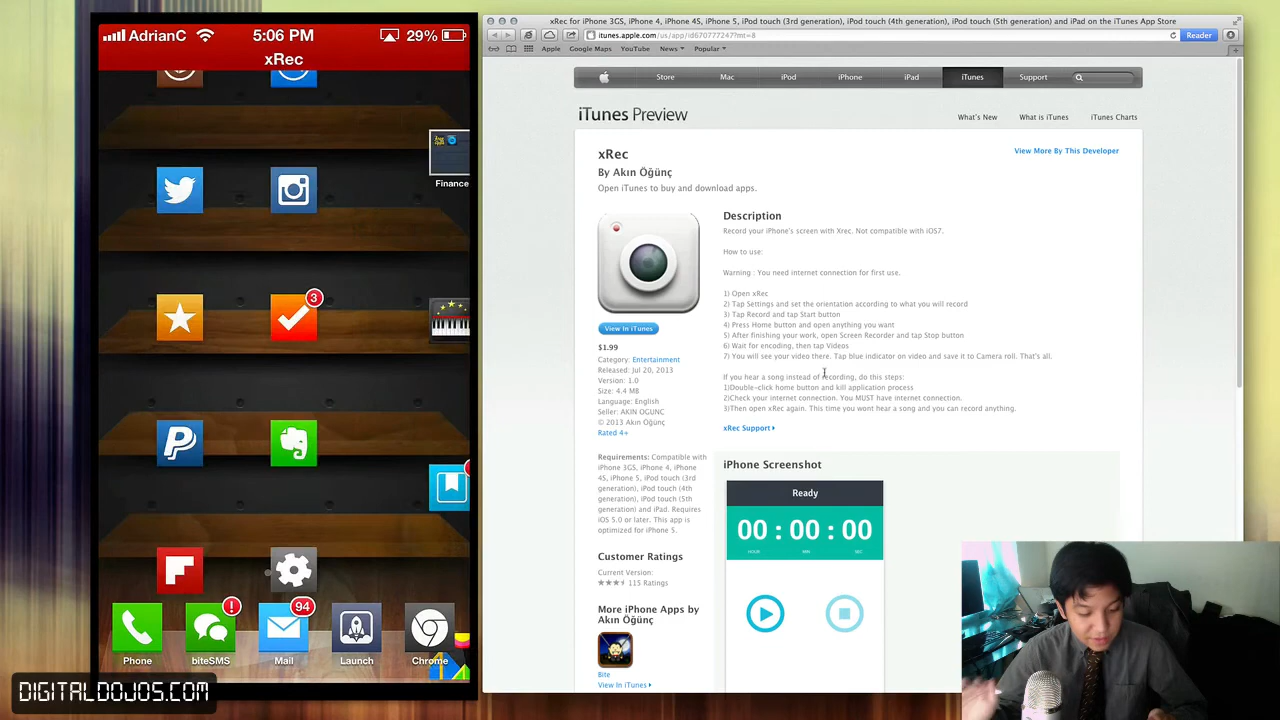 AdrianC 5:06 PM 29%
xRec
Finance
3
Phone
!
biteSMS
94
Mail
Launch
Chrome
DIGITALDOJOS.COM
xRec for iPhone 3GS, iPhone 4, iPhone 4S, iPhone 5, iPod touch (3rd generation), iPod touch (4th generation), iPod touch (5th generation) and iPad on the iTunes App Store
itunes.apple.com/us/app/id670777247?mt=8
Reader
Apple Google Maps YouTube News Popular
Store Mac iPod iPhone iPad iTunes Support
iTunes Preview
What's New What is iTunes iTunes Charts
xRec
View More By This Developer
By Akın Öğünç
Open iTunes to buy and download apps.
View In iTunes
$1.99
Category: Entertainment
Released: Jul 20, 2013
Version: 1.0
Size: 4.4 MB
Language: English
Seller: AKIN OGUNC
© 2013 Akın Öğünç
Rated 4+
Requirements: Compatible with
iPhone 3GS, iPhone 4, iPhone
4S, iPhone 5, iPod touch (3rd
generation), iPod touch (4th
generation), iPod touch (5th
generation) and iPad. Requires
iOS 5.0 or later. This app is
optimized for iPhone 5.
Customer Ratings
Current Version:
115 Ratings
More iPhone Apps by
Akın Öğünç
Bite
View In iTunes
Description
Record your iPhone's screen with Xrec. Not compatible with iOS7.
How to use:
Warning : You need internet connection for first use.
1) Open xRec
2) Tap Settings and set the orientation according to what you will record
3) Tap Record and tap Start button
4) Press Home button and open anything you want
5) After finishing your work, open Screen Recorder and tap Stop button
6) Wait for encoding, then tap Videos
7) You will see your video there. Tap blue indicator on video and save it to Camera roll. That's all.
If you hear a song instead of recording, do this steps:
1)Double-click home button and kill application process
2)Check your internet connection. You MUST have internet connection.
3)Then open xRec again. This time you wont hear a song and you can record anything.
xRec Support
iPhone Screenshot
Ready
00 : 00 : 00
HOUR MIN SEC